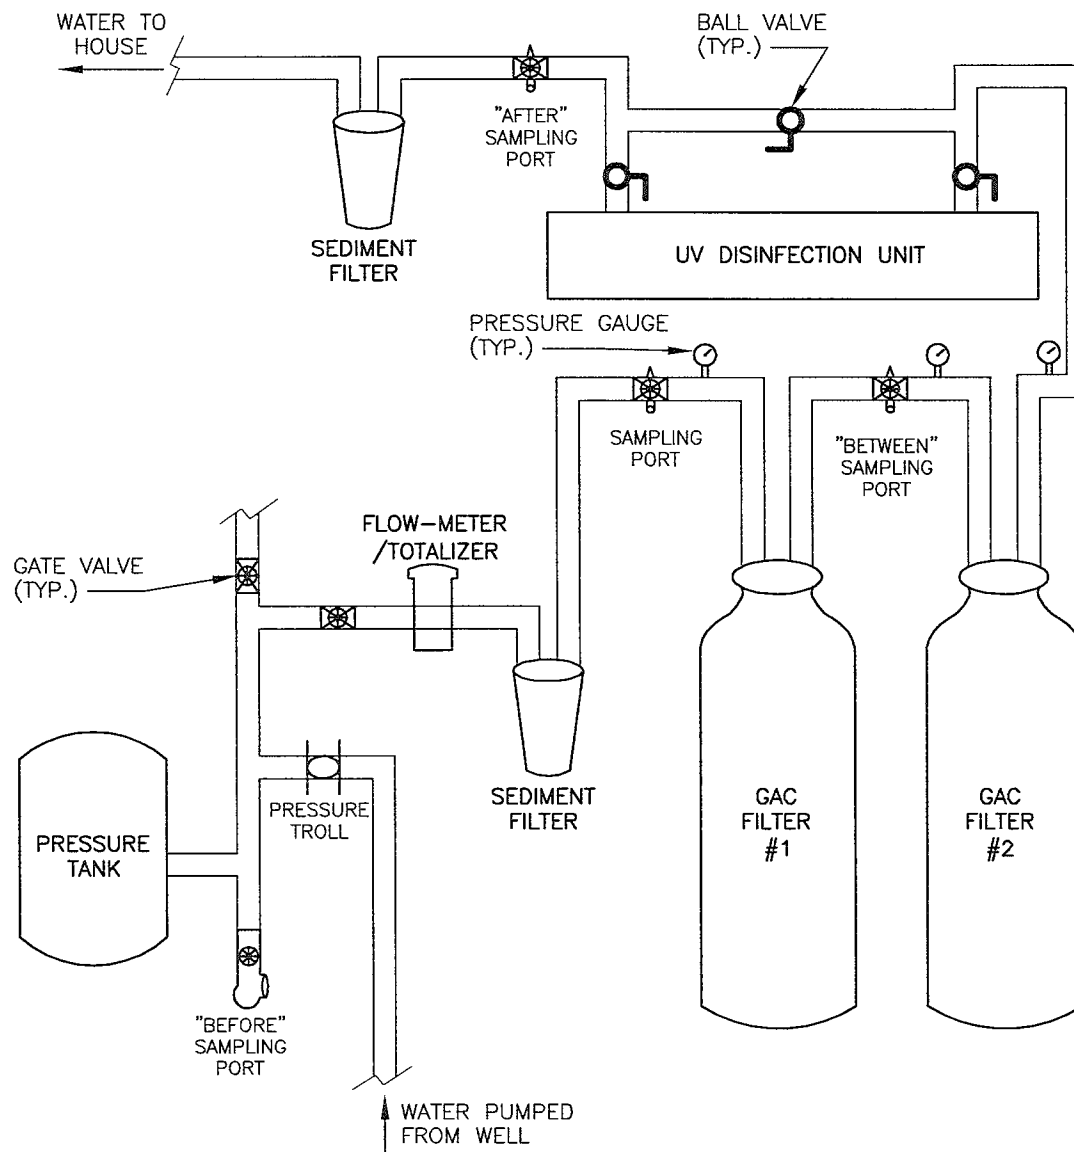 WATER TO
HOUSE
BALL VALVE
(TYP.)
"AFTER"
SAMPLING
PORT
SEDIMENT
FILTER
UV DISINFECTION UNIT
PRESSURE GAUGE
(TYP.)
SAMPLING
PORT
"BETWEEN"
SAMPLING
PORT
FLOW-METER
/TOTALIZER
GATE VALVE
(TYP.)
SEDIMENT
FILTER
PRESSURE
TROLL
PRESSURE
TANK
GAC
FILTER
#1
GAC
FILTER
#2
"BEFORE"
SAMPLING
PORT
WATER PUMPED
FROM WELL